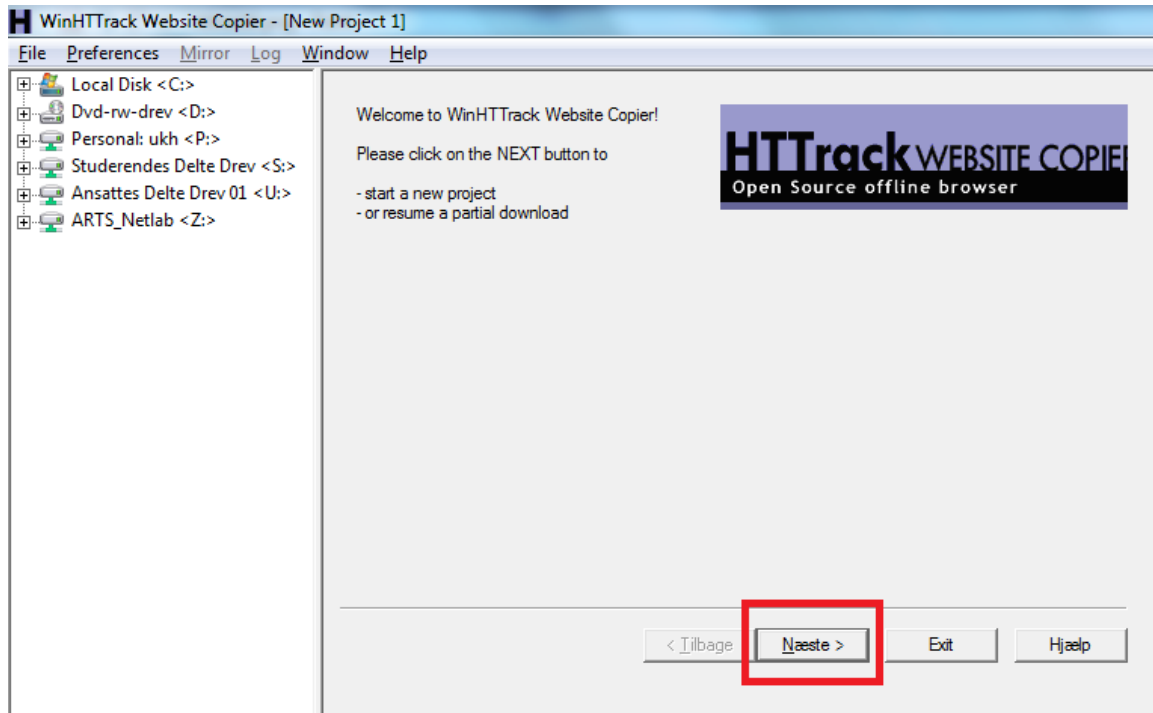 WinHTTrack Website Copier - [New Project 1]
File Preferences Mirror Log Window Help
Local Disk <C:>
Dvd-rw-drev <D:>
Personal: ukh <P:>
Studerendes Delte Drev <S:>
Ansattes Delte Drev 01 <U:>
ARTS_Netlab <Z:>
Welcome to WinHTTrack Website Copier!
Please click on the NEXT button to
- start a new project
- or resume a partial download
HTTrack WEBSITE COPIER
Open Source offline browser
< Tilbage
Næste >
Exit
Hjælp